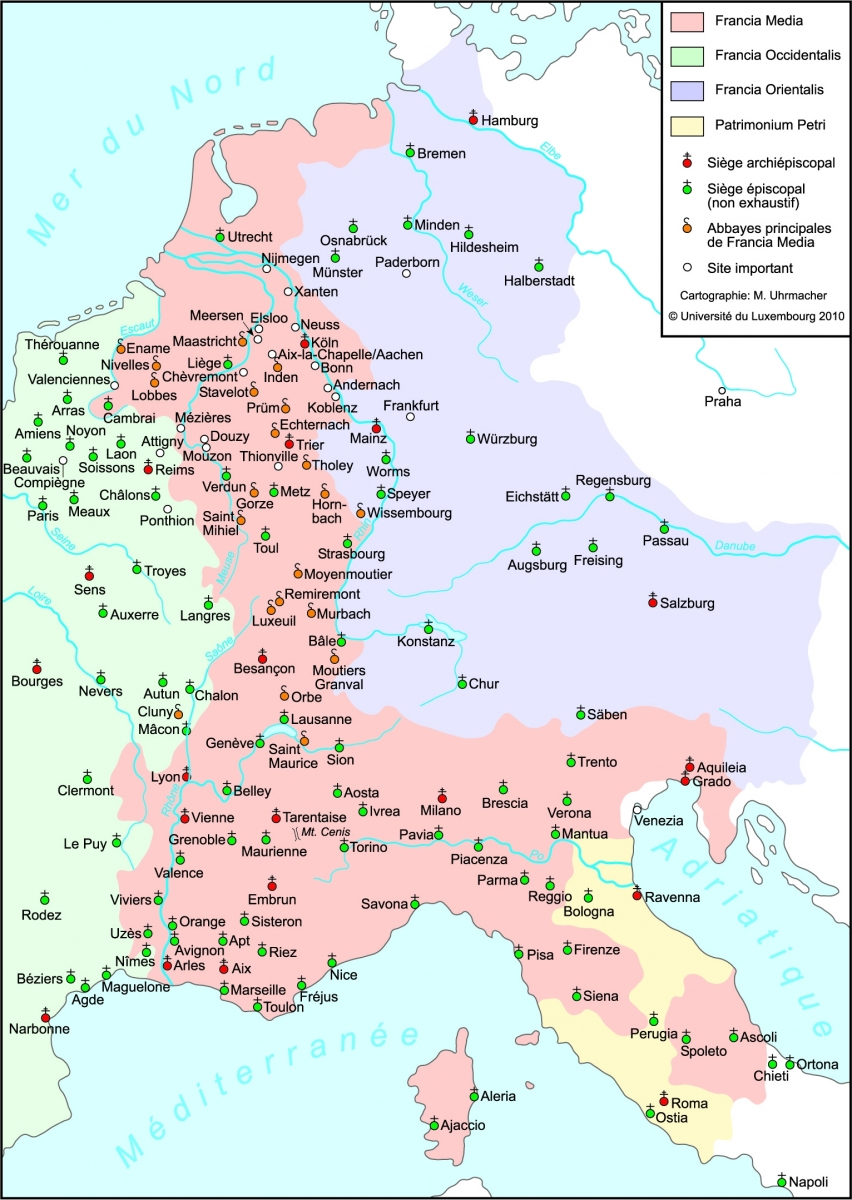 Francia Media
Francia Occidentalis
Francia Orientalis
Patrimonium Petri
Siège archiépiscopal
Siège épiscopal
(non exhaustif)
Abbayes principales
de Francia Media
Site important
Cartographie: M. Uhrmacher
© Université du Luxembourg 2010
Mer du Nord
Hamburg
Elbe
Bremen
Utrecht
Osnabrück
Minden
Hildesheim
Münster
Paderborn
Halberstadt
Nijmegen
Weser
Xanten
Meersen
Elsloo
Neuss
Escaut
Thérouanne
Ename
Maastricht
Köln
Nivelles
Liège
Aix-la-Chapelle/Aachen
Valenciennes
Chèvremont
Inden
Bonn
Lobbes
Stavelot
Andernach
Praha
Arras
Cambrai
Prüm
Koblenz
Frankfurt
Amiens
Noyon
Mézières
Echternach
Mainz
Laon
Attigny
Douzy
Trier
Würzburg
Beauvais
Soissons
Mouzon
Thionville
Tholey
Worms
Compiègne
Reims
Verdun
Metz
Speyer
Regensburg
Châlons
Gorze
Horn-
bach
Wissembourg
Eichstätt
Paris
Meaux
Ponthion
Saint
Mihiel
Rhin
Passau
Seine
Toul
Strasbourg
Danube
Augsburg
Freising
Troyes
Meuse
Moyenmoutier
Sens
Loire
Remiremont
Salzburg
Auxerre
Langres
Luxeuil
Murbach
Saône
Bâle
Konstanz
Bourges
Besançon
Moutiers
Granval
Nevers
Autun
Chalon
Chur
Cluny
Orbe
Mâcon
Lausanne
Säben
Genève
Saint
Maurice
Sion
Trento
Aquileia
Clermont
Lyon
Grado
Belley
Aosta
Brescia
Rhône
Ivrea
Milano
Verona
Venezia
Vienne
Tarentaise
Mt. Cenis
Pavia
Mantua
Le Puy
Grenoble
Maurienne
Torino
Piacenza
Po
Valence
Parma
Adriatique
Embrun
Reggio
Ravenna
Rodez
Viviers
Savona
Bologna
Orange
Sisteron
Uzès
Avignon
Apt
Riez
Pisa
Firenze
Nîmes
Arles
Aix
Nice
Béziers
Agde
Maguelone
Marseille
Fréjus
Siena
Toulon
Narbonne
Perugia
Spoleto
Ascoli
Méditerranée
Chieti
Ortona
Aleria
Roma
Ajaccio
Ostia
Napoli